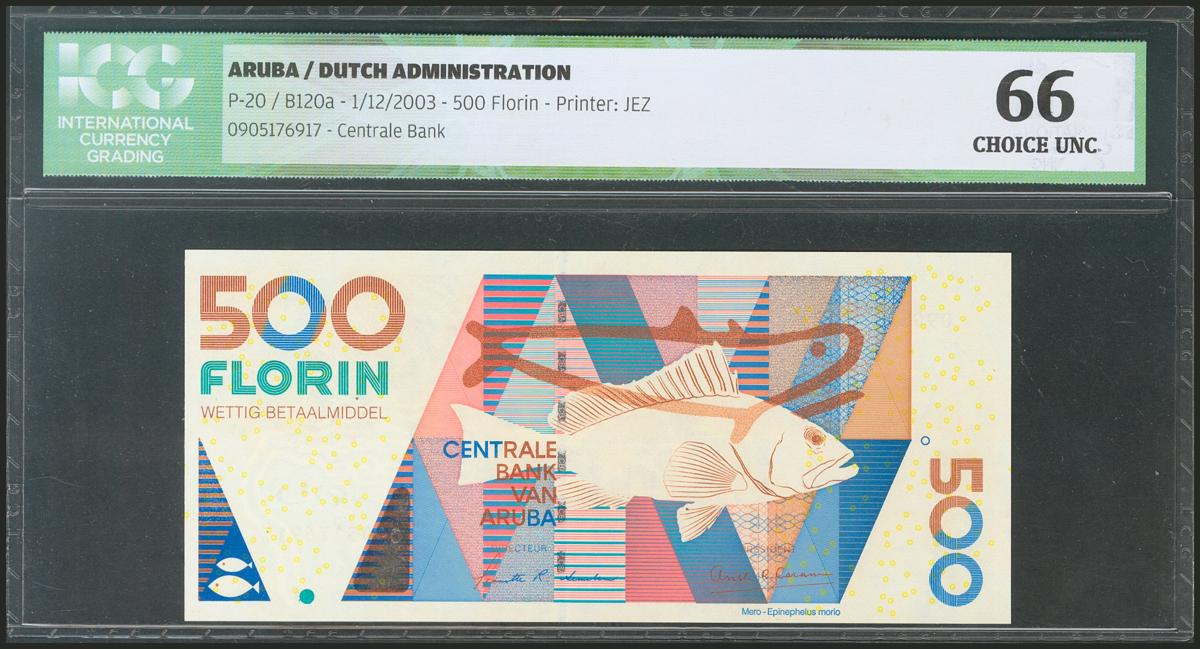 ICG
INTERNATIONAL
CURRENCY
GRADING
ARUBA / DUTCH ADMINISTRATION
P-20 / B120a - 1/12/2003 - 500 Florin - Printer: JEZ
0905176917 - Centrale Bank
66
CHOICE UNC.
500
FLORIN
WETTIG BETAALMIDDEL
CENTRALE
BANK
VAN
ARUBA
500
Mero - Epinephelus morio